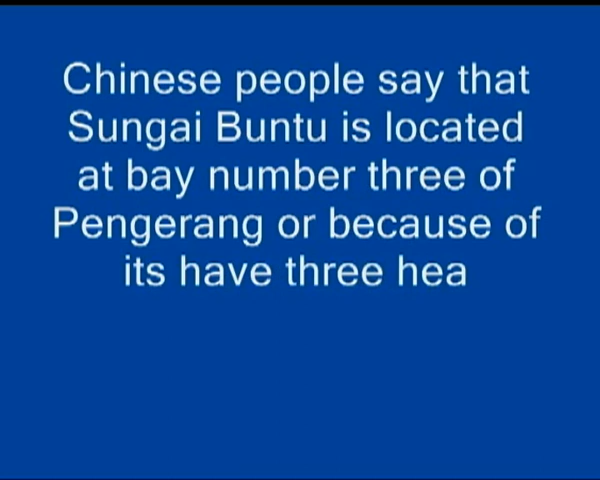 Chinese people say that
Sungai Buntu is located
at bay number three of
Pengerang or because of
its have three hea